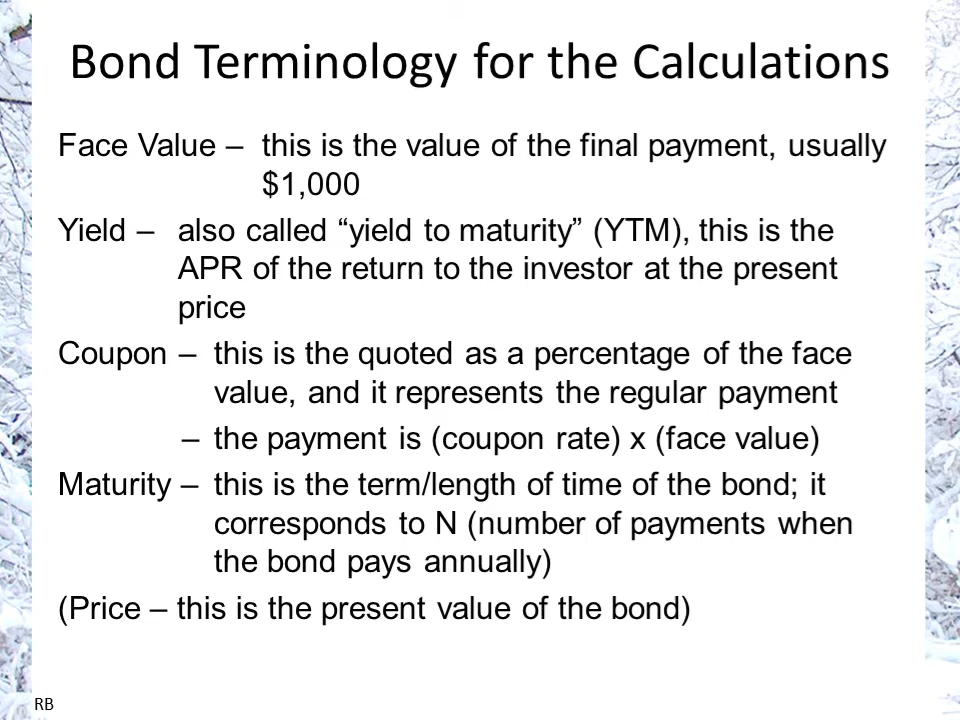 Bond Terminology for the Calculations
Face Value – this is the value of the final payment, usually
$1,000
Yield – also called “yield to maturity” (YTM), this is the
APR of the return to the investor at the present
price
Coupon – this is the quoted as a percentage of the face
value, and it represents the regular payment
– the payment is (coupon rate) x (face value)
Maturity – this is the term/length of time of the bond; it
corresponds to N (number of payments when
the bond pays annually)
(Price – this is the present value of the bond)
RB